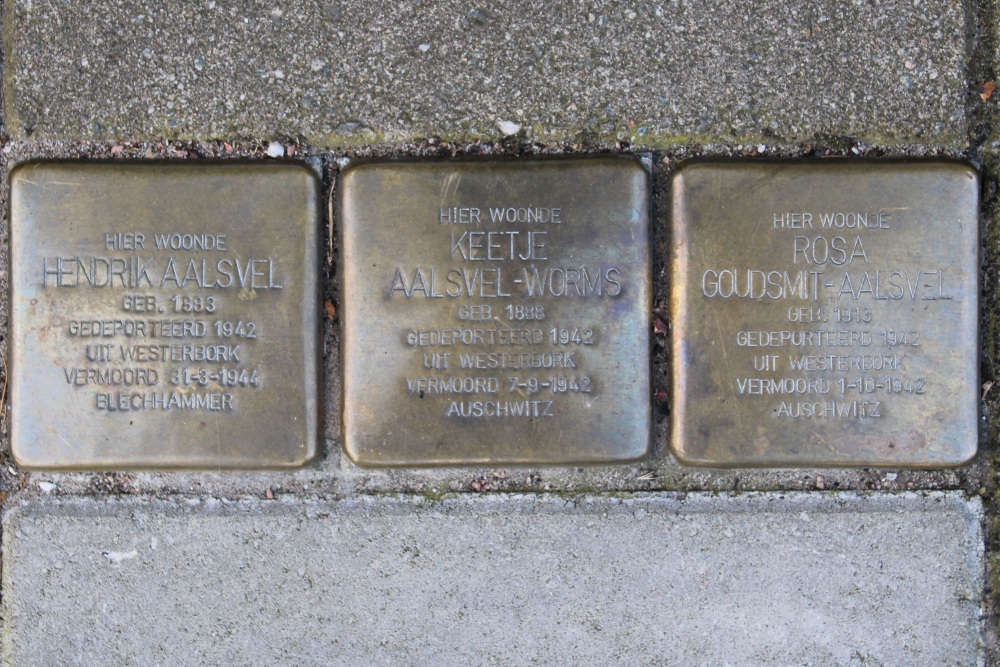 HIER WOONDE
HENDRIK AALSVEL
GEB. 1883
GEDEPORTEERD 1942
UIT WESTERBORK
VERMOORD 31-3-1944
BLECHHAMMER
HIER WOONDE
KEETJE
AALSVEL-WORMS
GEB. 1888
GEDEPORTEERD 1942
UIT WESTERBORK
VERMOORD 7-9-1942
AUSCHWITZ
HIER WOONDE
ROSA
GOUDSMIT-AALSVEL
GEB. 1913
GEDEPORTEERD 1942
UIT WESTERBORK
VERMOORD 1-10-1942
AUSCHWITZ